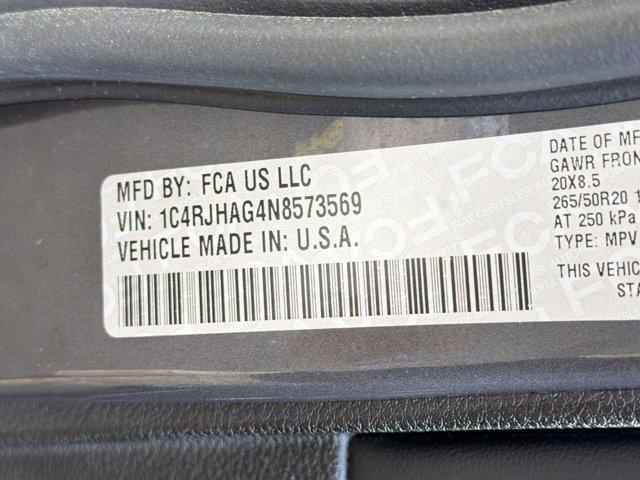 MFD BY: FCA US LLC
VIN: 1C4RJHAG4N8573569
VEHICLE MADE IN: U.S.A.
DATE OF MF
GAWR FRON
20X8.5
265/50R20 1
AT 250 kPa
TYPE: MPV
THIS VEHIC
STA